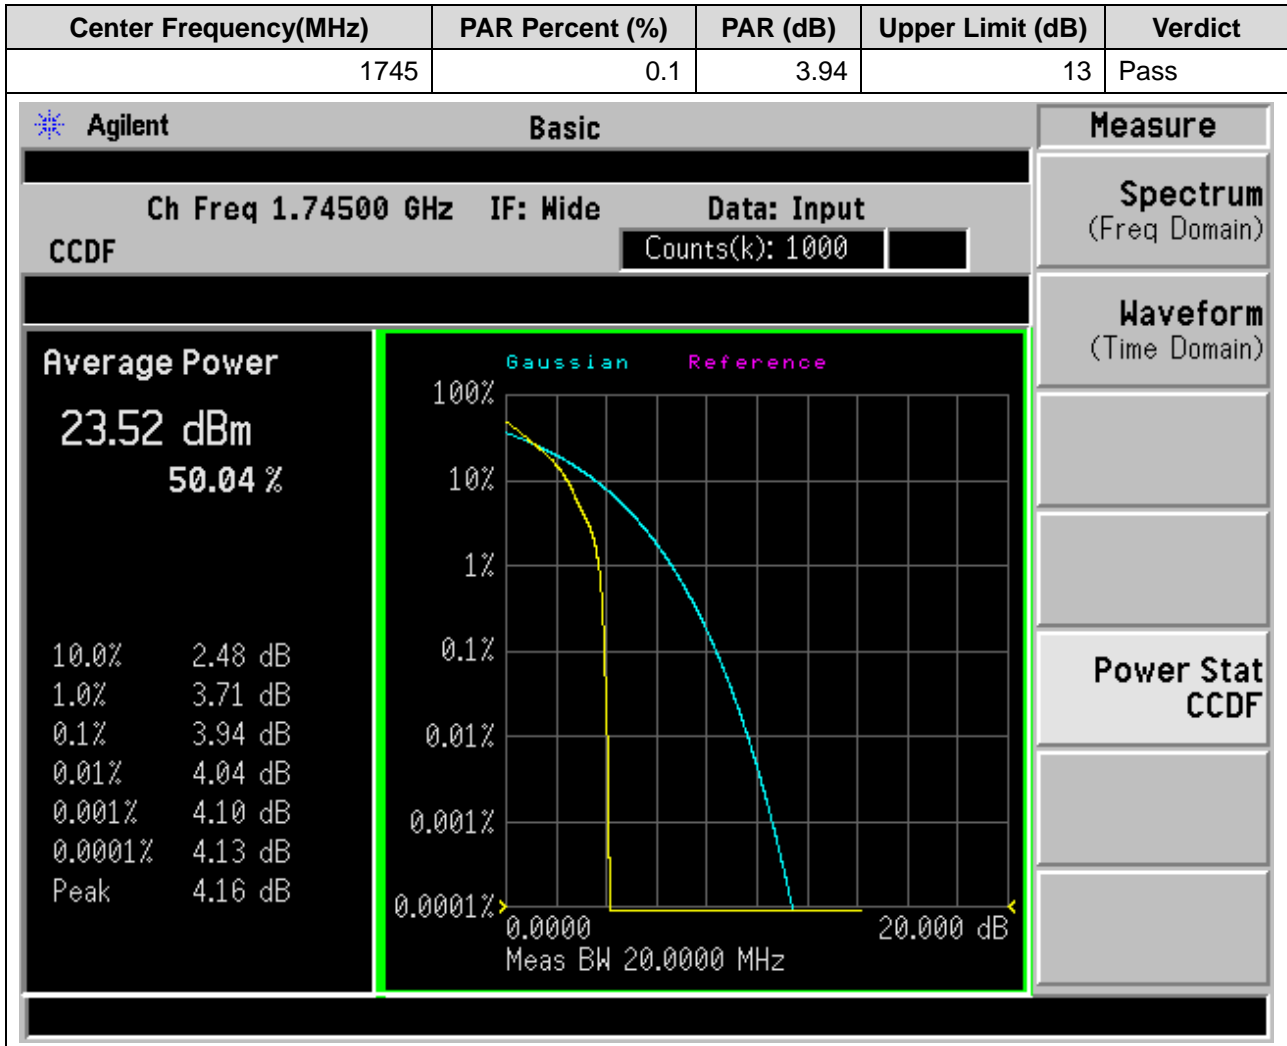 Center Frequency(MHz) PAR Percent (%) PAR (dB) Upper Limit (dB) Verdict
1745 0.1 3.94 13 Pass
Agilent Basic Measure
Ch Freq 1.74500 GHz IF: Wide Data: Input
CCDF Counts(k): 1000
Spectrum
(Freq Domain)
Waveform
(Time Domain)
Power Stat
CCDF
Average Power
23.52 dBm
50.04 %
10.0% 2.48 dB
1.0% 3.71 dB
0.1% 3.94 dB
0.01% 4.04 dB
0.001% 4.10 dB
0.0001% 4.13 dB
Peak 4.16 dB
Gaussian Reference
100%
10%
1%
0.1%
0.01%
0.001%
0.0001%
0.0000 20.000 dB
Meas BW 20.0000 MHz